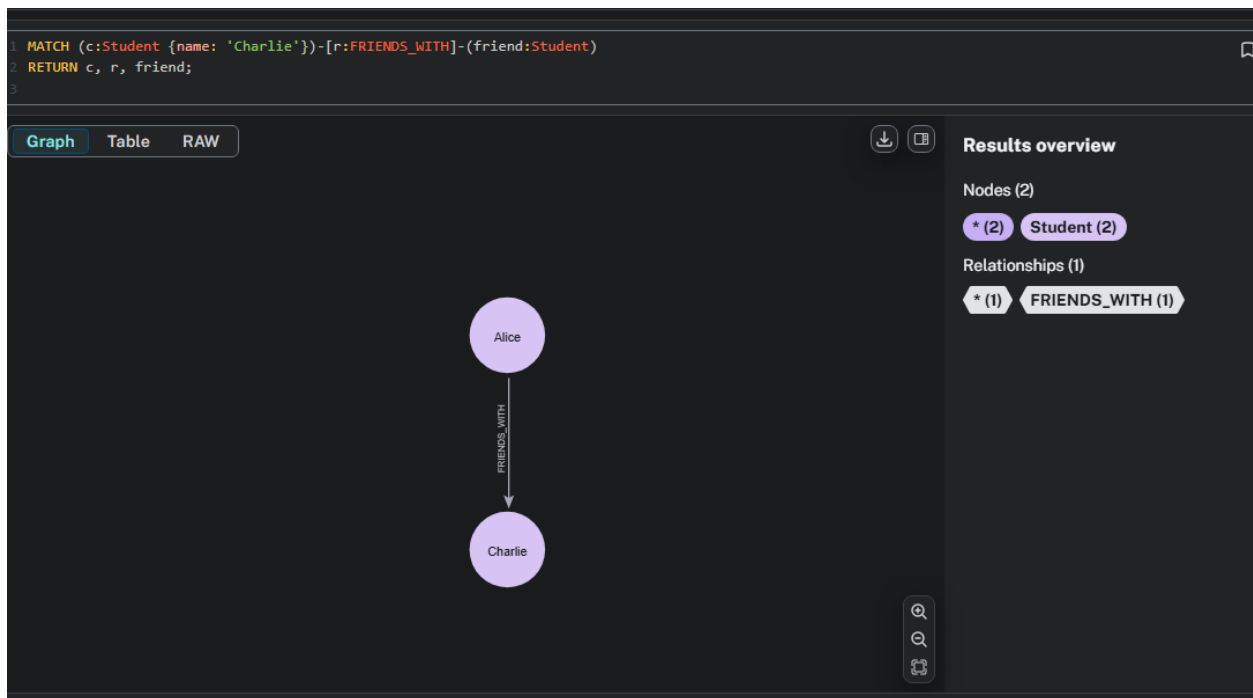 1 MATCH (c:Student {name: 'Charlie'})-[r:FRIENDS_WITH]-(friend:Student)
2 RETURN c, r, friend;
3
Graph Table RAW
Results overview
Nodes (2)
* (2) Student (2)
Relationships (1)
* (1) FRIENDS_WITH (1)
Alice
FRIENDS_WITH
Charlie